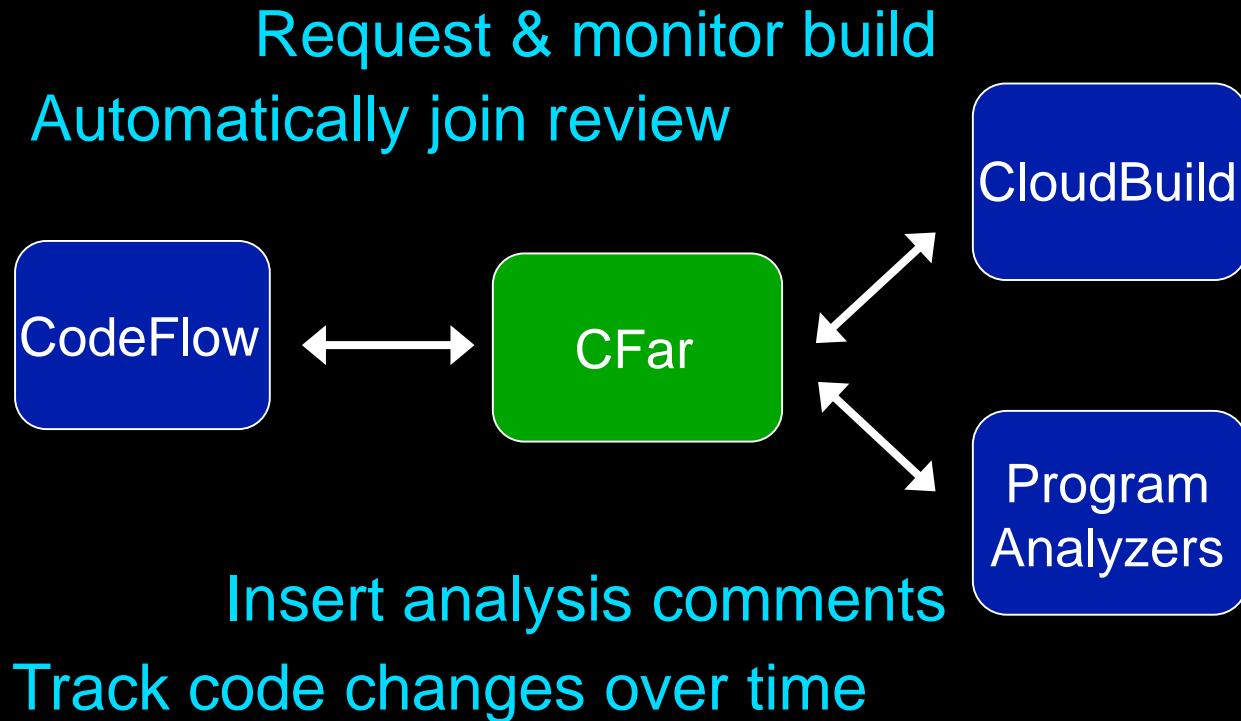 Request & monitor build
Automatically join review
CloudBuild
CodeFlow
CFar
Program
Analyzers
Insert analysis comments
Track code changes over time